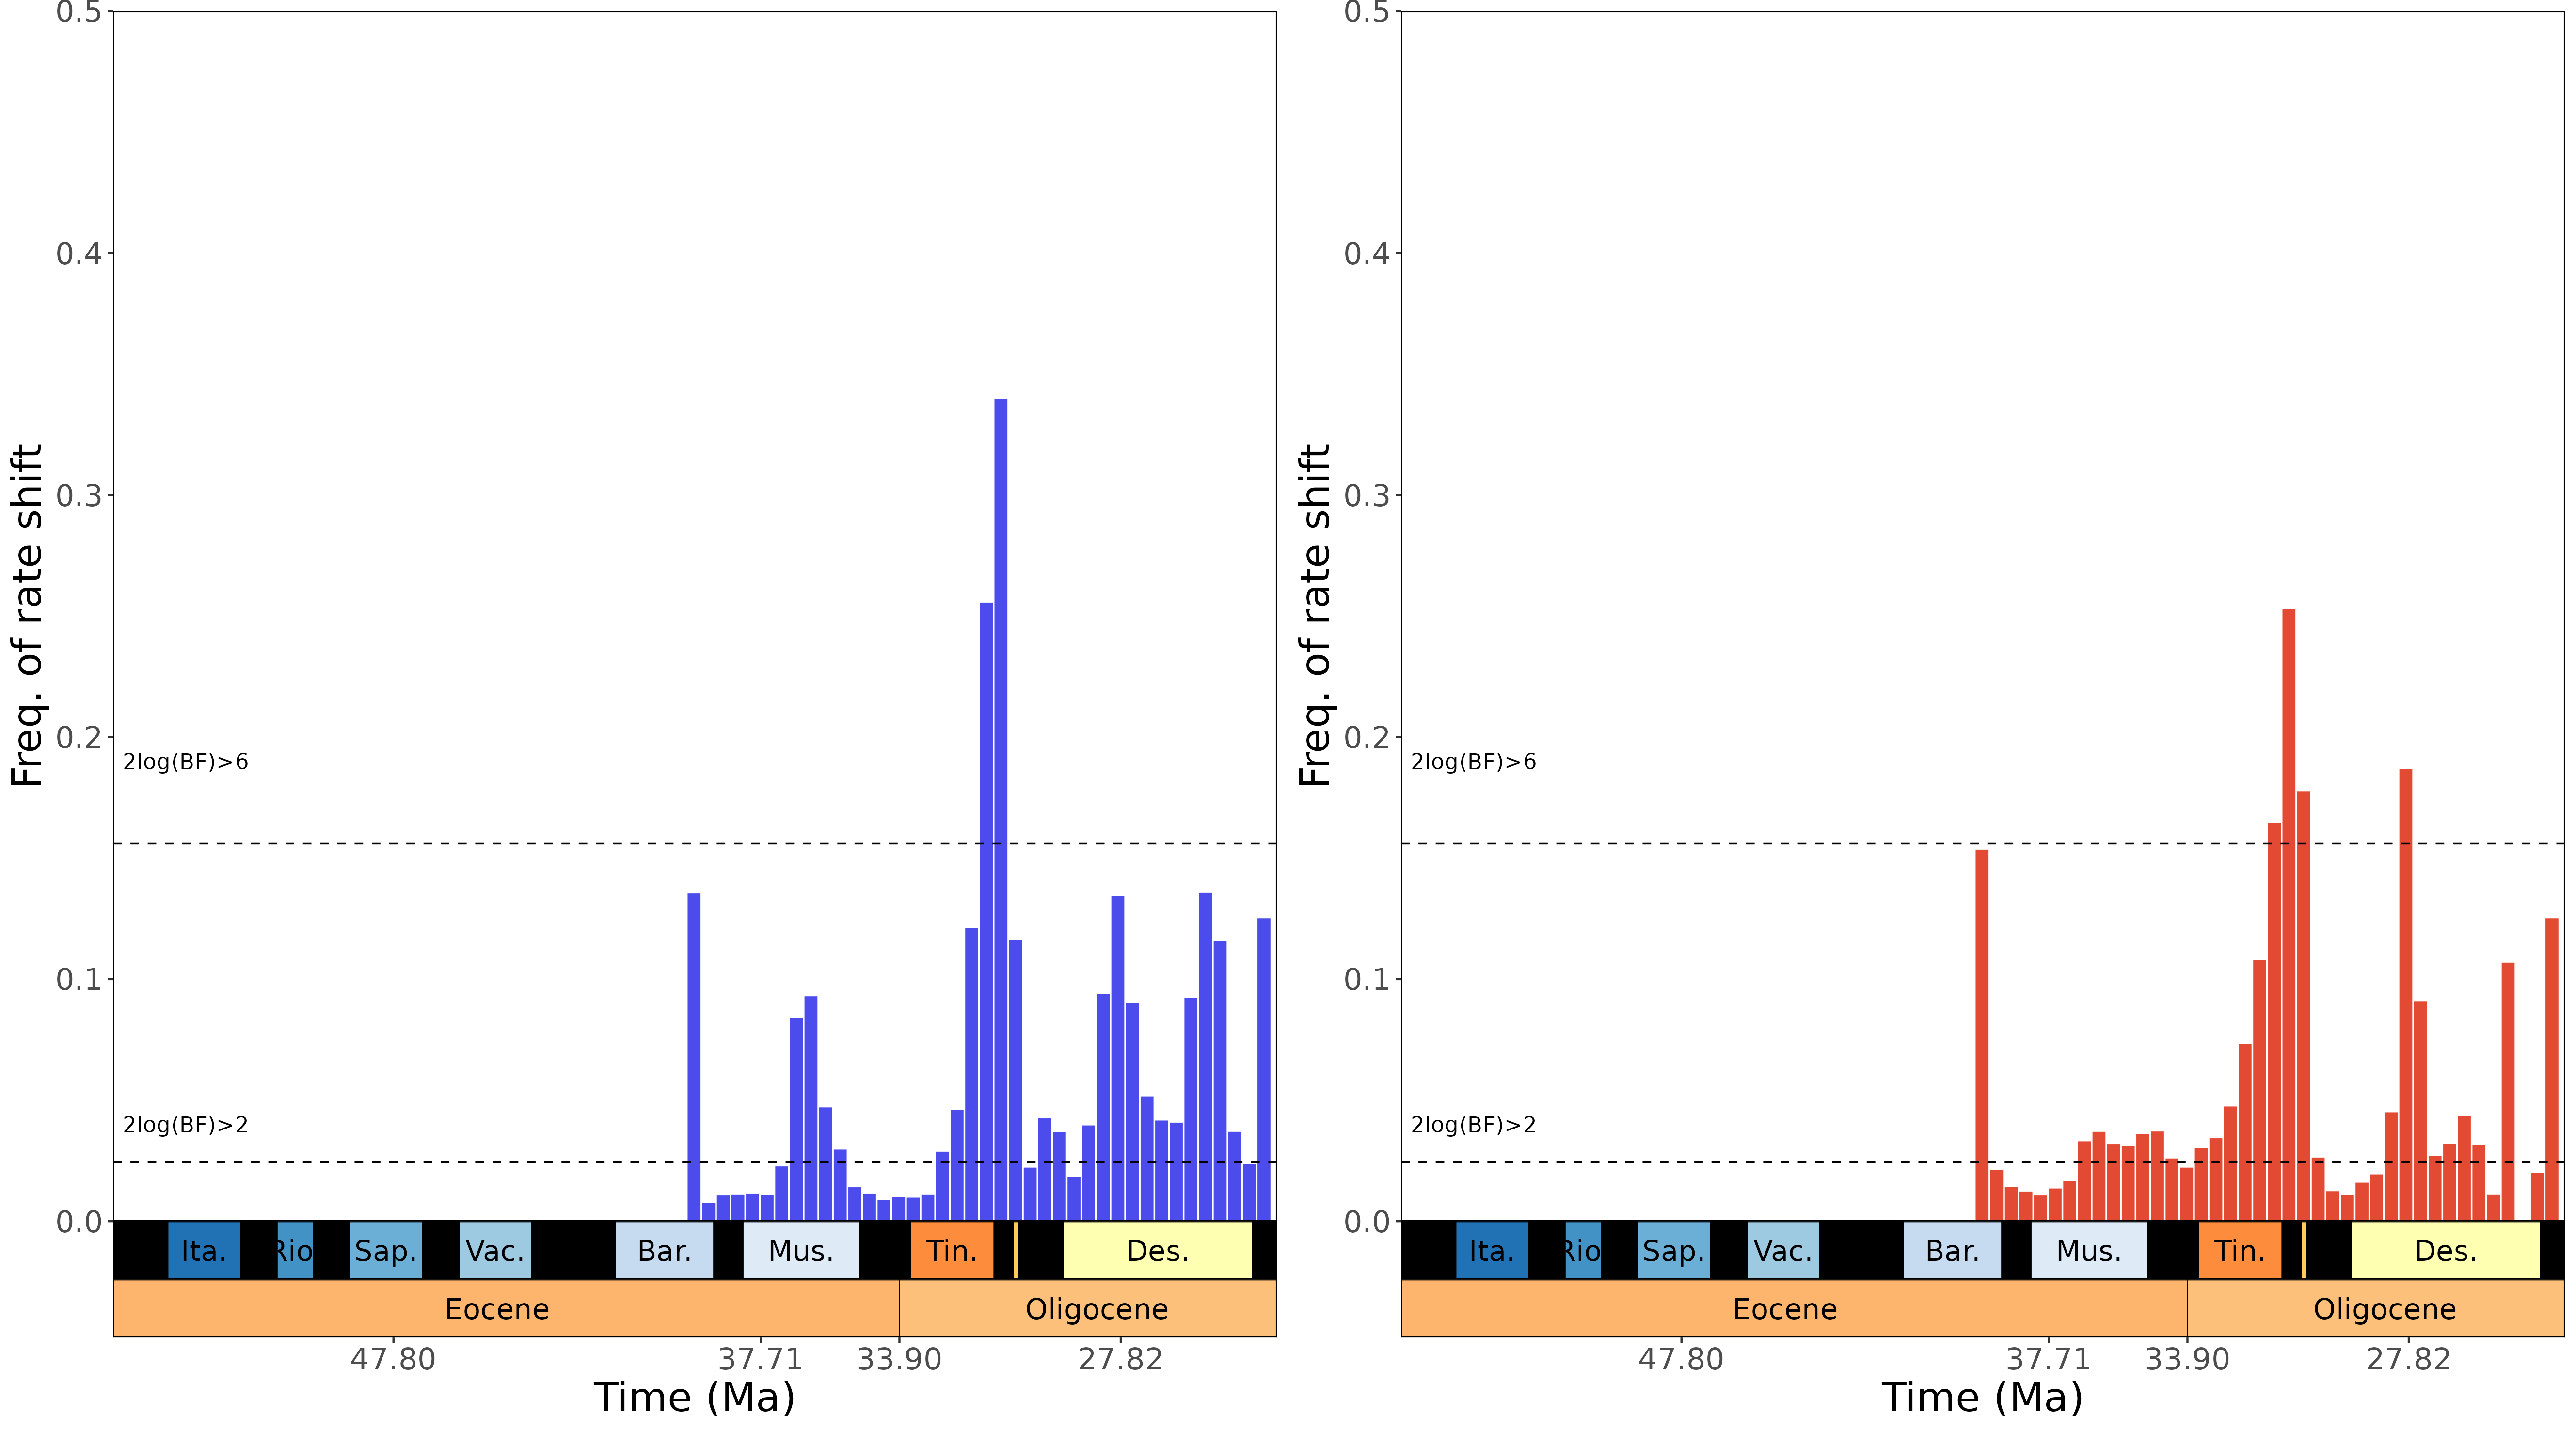 Freq. of rate shift
0.5
0.4
0.3
0.2
0.1
0.0
2log(BF)>6
2log(BF)>2
Ita. Rio Sap. Vac. Bar. Mus. Tin. Des.
Eocene Oligocene
47.80 37.71 33.90 27.82
Time (Ma)
Freq. of rate shift
0.5
0.4
0.3
0.2
0.1
0.0
2log(BF)>6
2log(BF)>2
Ita. Rio Sap. Vac. Bar. Mus. Tin. Des.
Eocene Oligocene
47.80 37.71 33.90 27.82
Time (Ma)